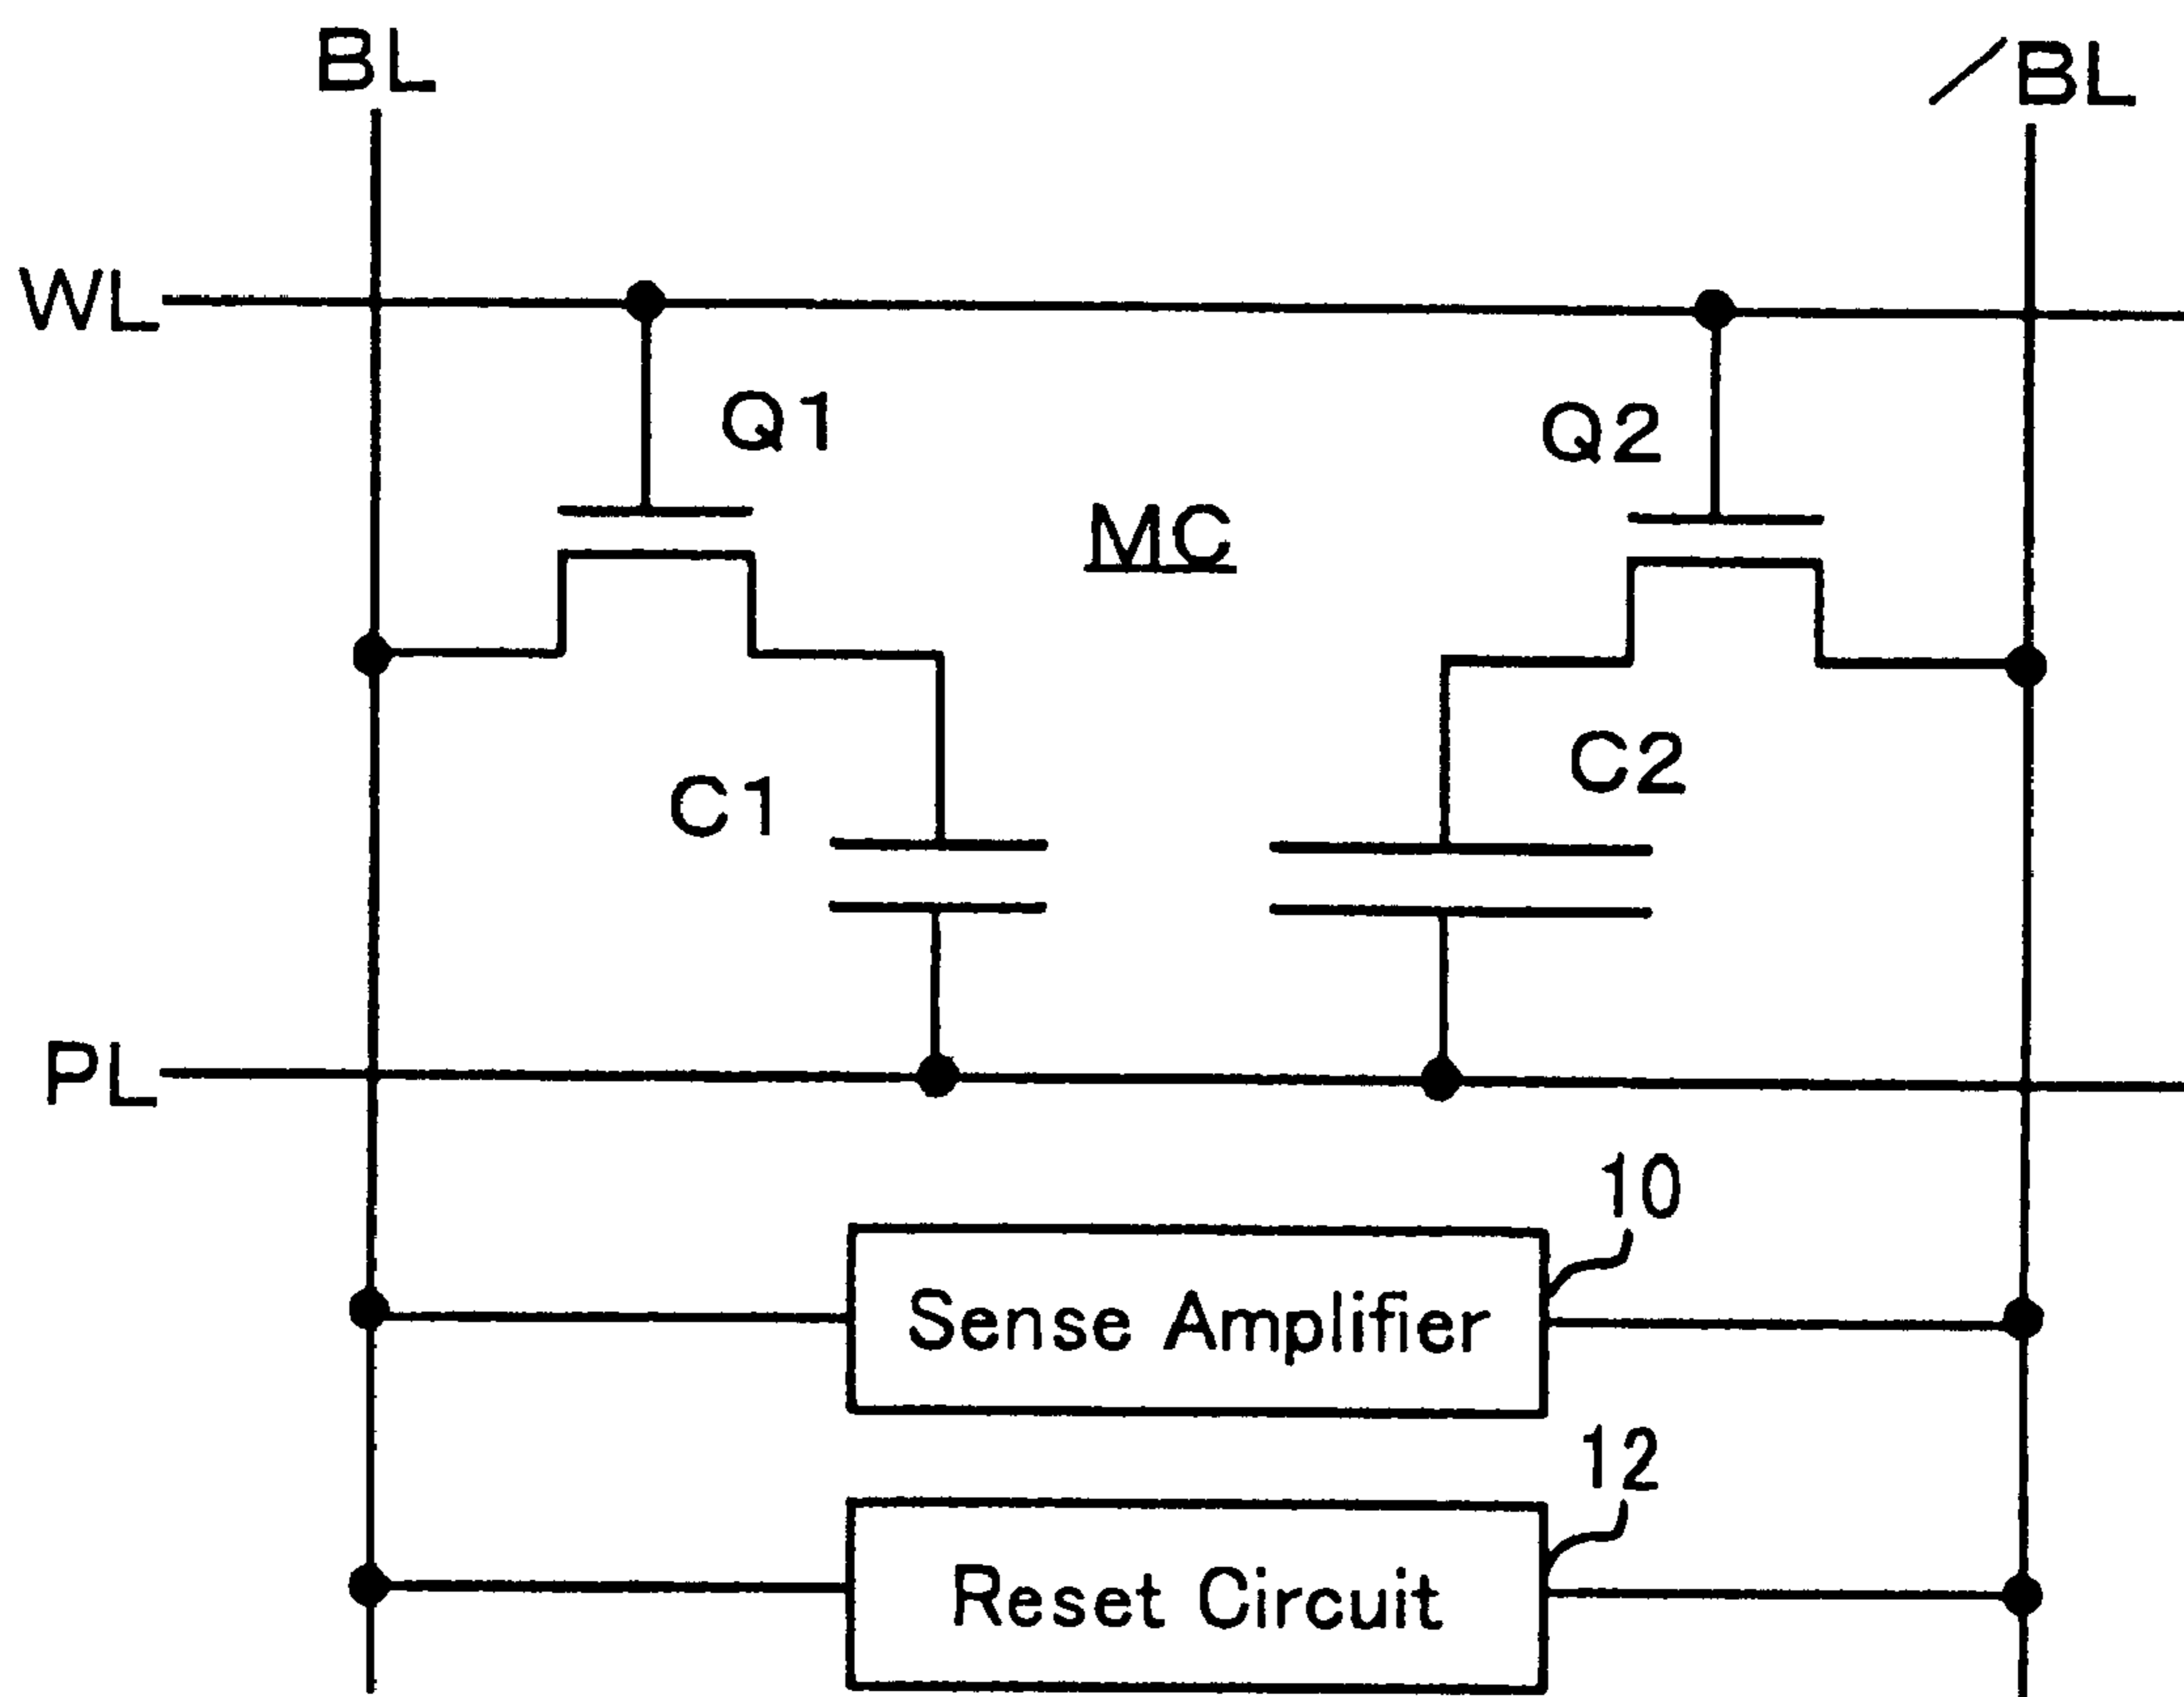 BL
/BL
WL
Q1
Q2
MC
C2
C1
PL
10
Sense Amplifier
12
Reset Circuit